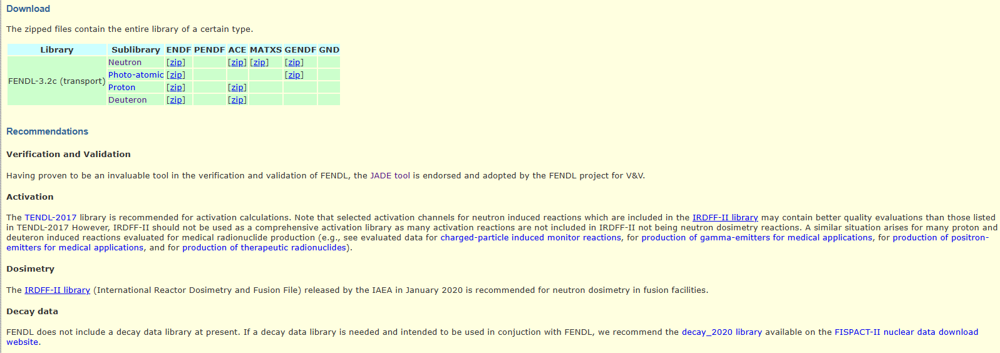 Download
The zipped files contain the entire library of a certain type.
Library Sublibrary ENDF PENDF ACE MATXS GENDF GND
FENDL-3.2c (transport)
Neutron [zip] [zip] [zip] [zip]
Photo-atomic [zip] [zip]
Proton [zip] [zip]
Deuteron [zip] [zip]
Recommendations
Verification and Validation
Having proven to be an invaluable tool in the verification and validation of FENDL, the JADE tool is endorsed and adopted by the FENDL project for V&V.
Activation
The TENDL-2017 library is recommended for activation calculations. Note that selected activation channels for neutron induced reactions which are included in the IRDFF-II library may contain better quality evaluations than those listed
in TENDL-2017 However, IRDFF-II should not be used as a comprehensive activation library as many activation reactions are not included in IRDFF-II not being neutron dosimetry reactions. A similar situation arises for many proton and
deuteron induced reactions evaluated for medical radionuclide production (e.g., see evaluated data for charged-particle induced monitor reactions, for production of gamma-emitters for medical applications, for production of positron-
emitters for medical applications, and for production of therapeutic radionuclides).
Dosimetry
The IRDFF-II library (International Reactor Dosimetry and Fusion File) released by the IAEA in January 2020 is recommended for neutron dosimetry in fusion facilities.
Decay data
FENDL does not include a decay data library at present. If a decay data library is needed and intended to be used in conjuction with FENDL, we recommend the decay_2020 library available on the FISPACT-II nuclear data download
website.